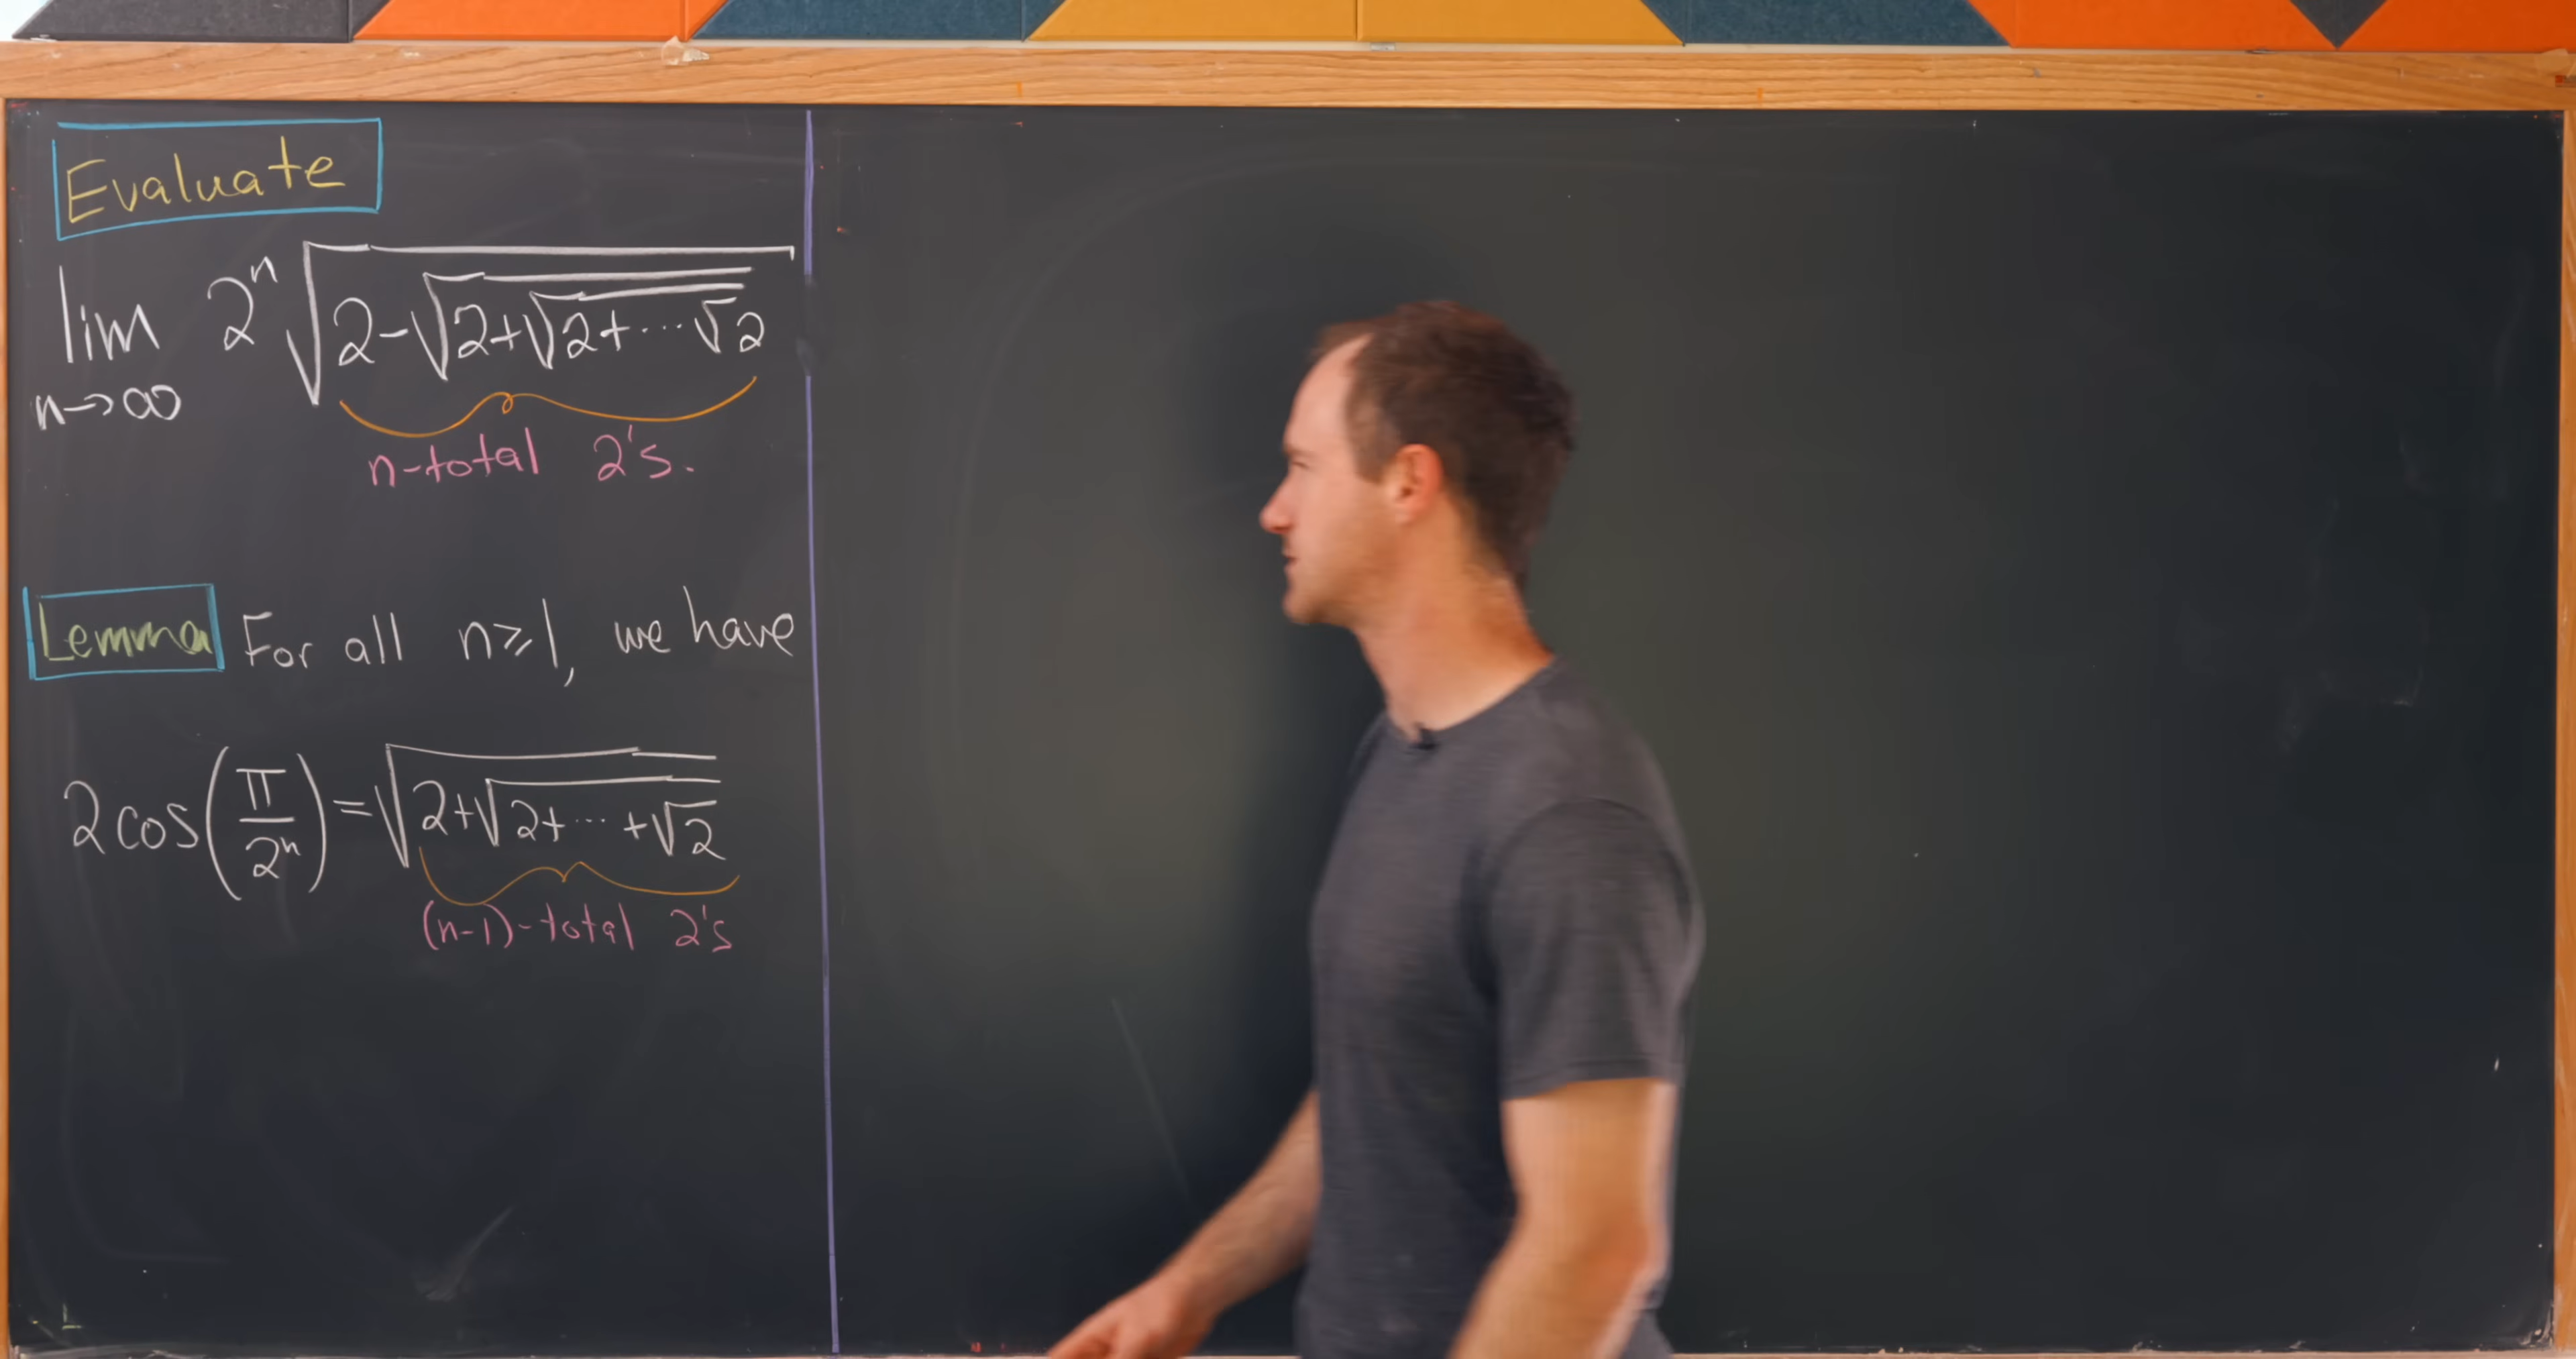 Evaluate
lim n→∞ 2^n √(2-√(2+√(2+⋯√2)))
n-total 2's.
Lemma For all n≥1, we have
2cos(π/2^n)=√(2+√(2+⋯+√2))
(n-1)-total 2's